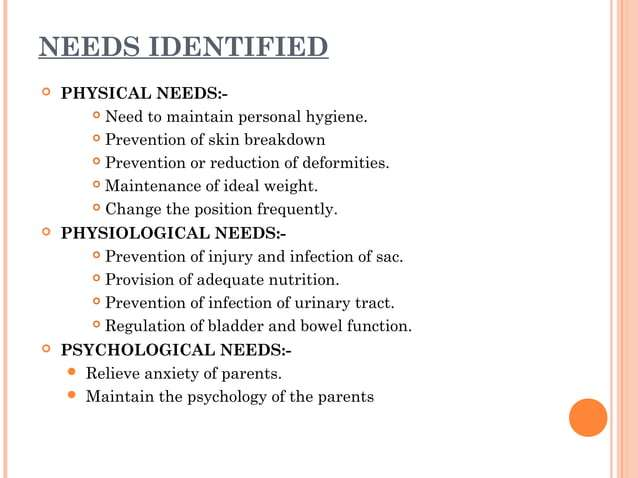 NEEDS IDENTIFIED
PHYSICAL NEEDS:-
Need to maintain personal hygiene.
Prevention of skin breakdown
Prevention or reduction of deformities.
Maintenance of ideal weight.
Change the position frequently.
PHYSIOLOGICAL NEEDS:-
Prevention of injury and infection of sac.
Provision of adequate nutrition.
Prevention of infection of urinary tract.
Regulation of bladder and bowel function.
PSYCHOLOGICAL NEEDS:-
Relieve anxiety of parents.
Maintain the psychology of the parents